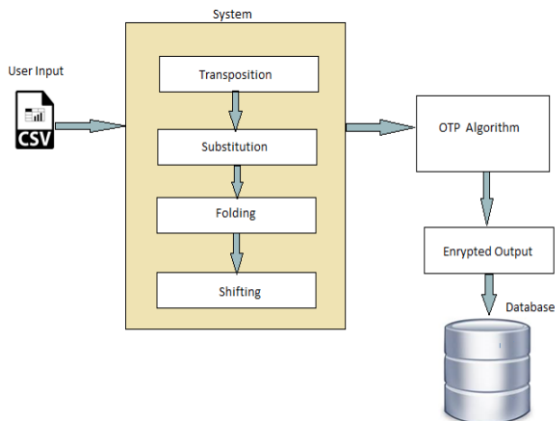 System
User Input
CSV
Transposition
Substitution
Folding
Shifting
OTP Algorithm
Enrypted Output
Database